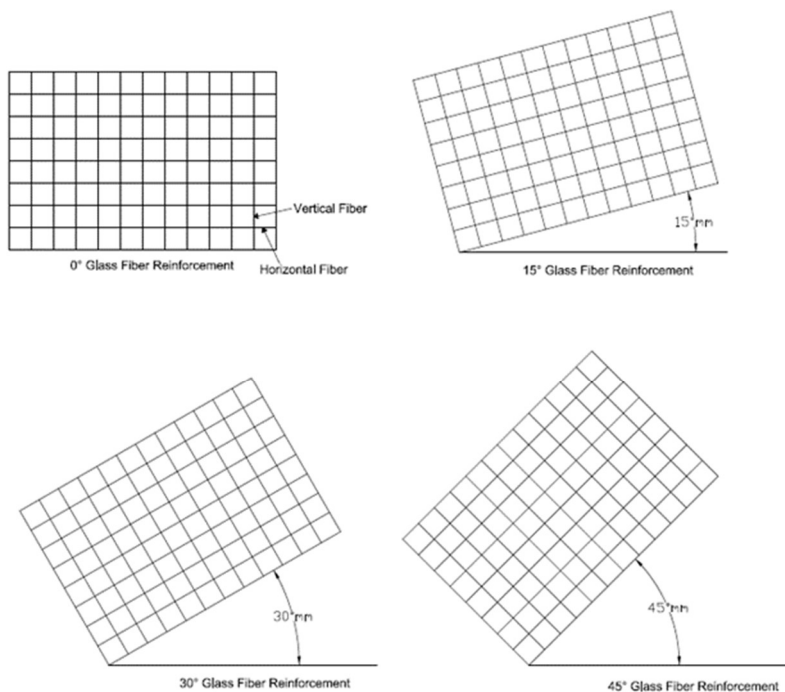 Vertical Fiber
0° Glass Fiber Reinforcement
Horizontal Fiber
15°mm
15° Glass Fiber Reinforcement
30°mm
30° Glass Fiber Reinforcement
45°mm
45° Glass Fiber Reinforcement